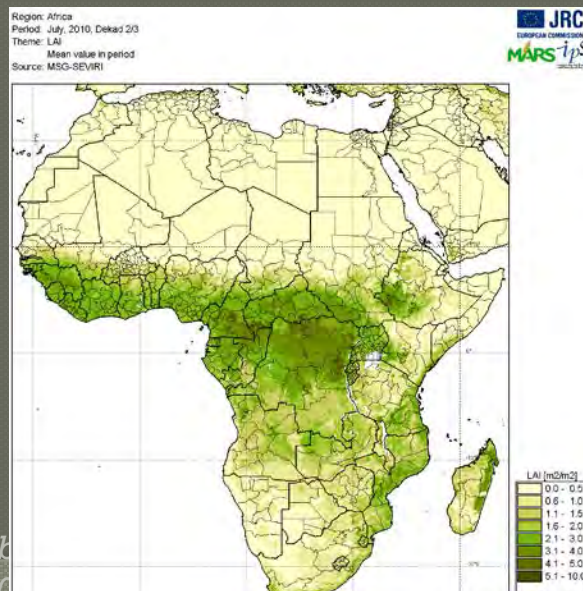 Region: Africa
Period: July, 2010, Dekad 2/3
Theme: LAI
Mean value in period
Source: MSG-SEVIRI
JRC
EUROPEAN COMMISSION
MARS
LAI [m2/m2]
0.0 - 0.5
0.6 - 1.0
1.1 - 1.5
1.6 - 2.0
2.1 - 3.0
3.1 - 4.0
4.1 - 5.0
5.1 - 10.0